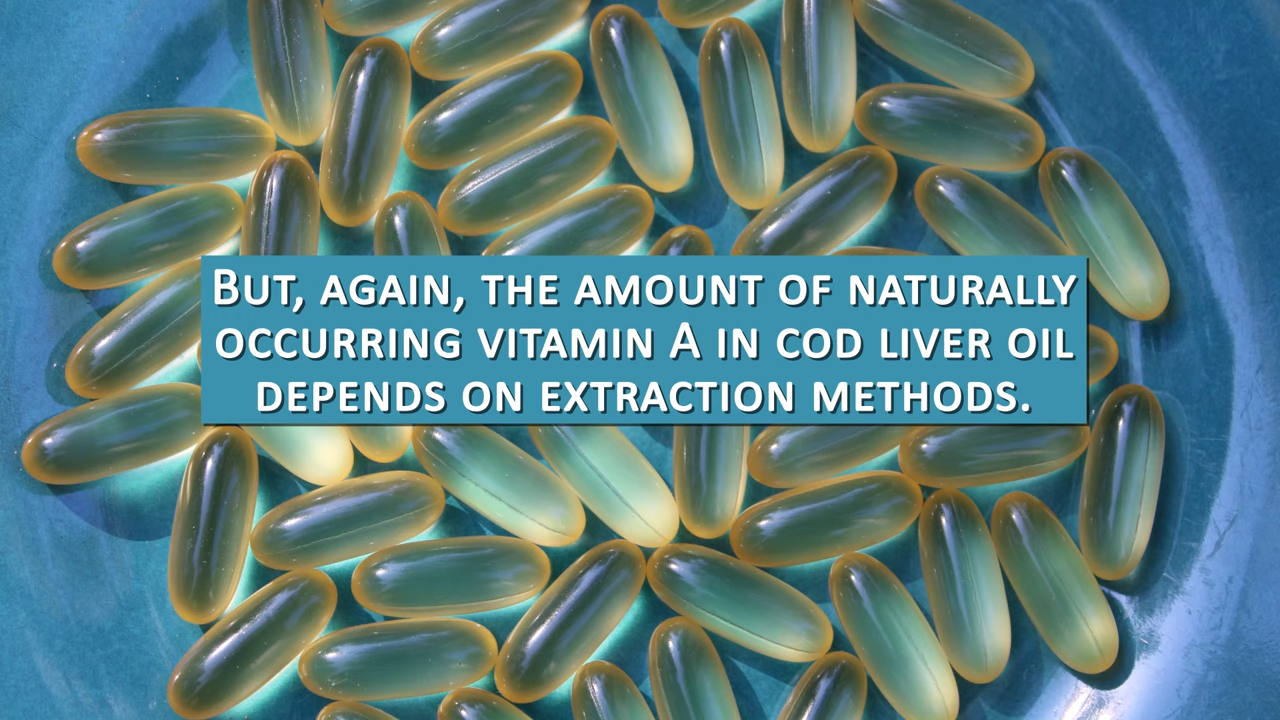 But, again, the amount of naturally
occurring vitamin A in cod liver oil
depends on extraction methods.